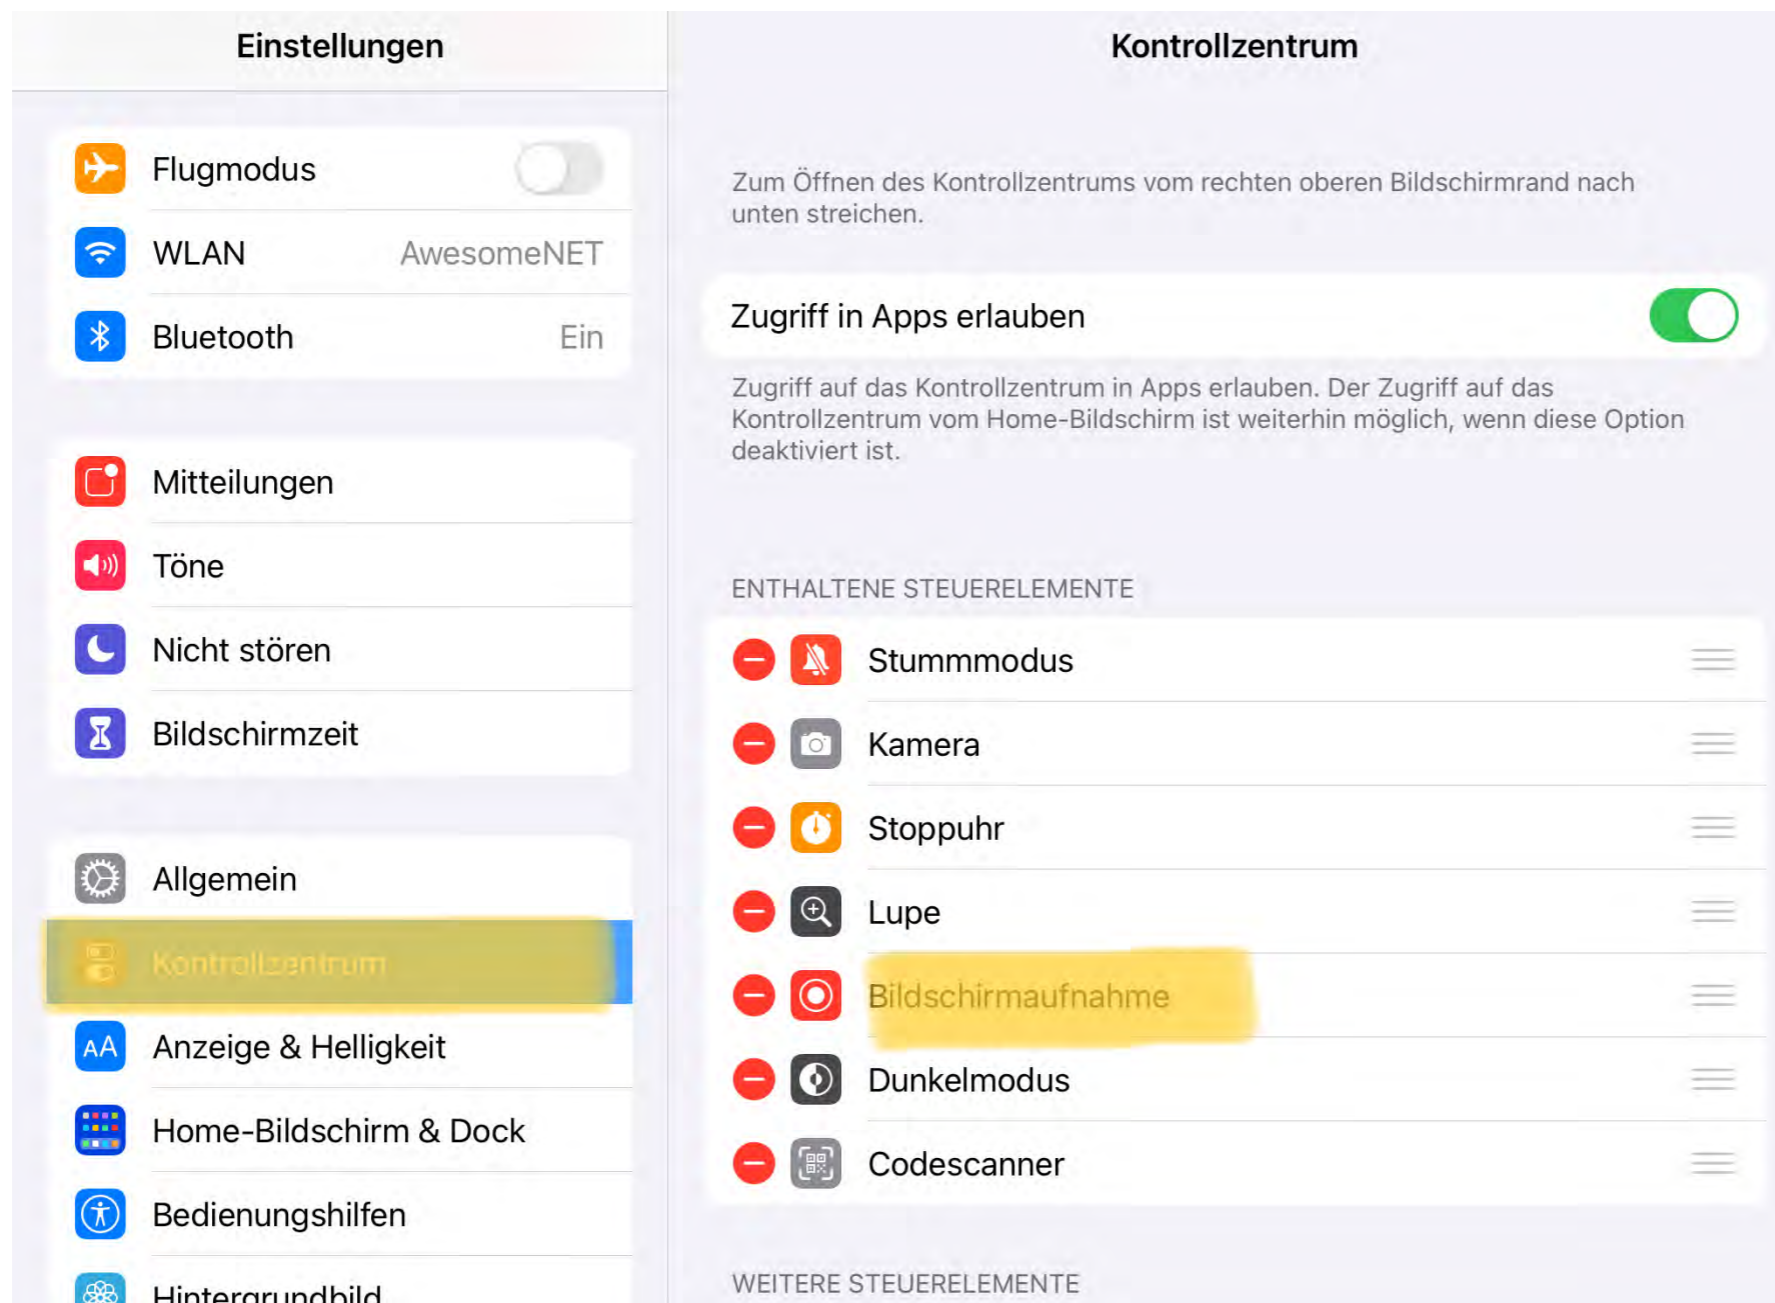 Einstellungen
Flugmodus
WLAN AwesomeNET
Bluetooth Ein
Mitteilungen
Töne
Nicht stören
Bildschirmzeit
Allgemein
Kontrollzentrum
AA Anzeige & Helligkeit
Home-Bildschirm & Dock
Bedienungshilfen
Hintergrundbild
Kontrollzentrum
Zum Öffnen des Kontrollzentrums vom rechten oberen Bildschirmrand nach
unten streichen.
Zugriff in Apps erlauben
Zugriff auf das Kontrollzentrum in Apps erlauben. Der Zugriff auf das
Kontrollzentrum vom Home-Bildschirm ist weiterhin möglich, wenn diese Option
deaktiviert ist.
ENTHALTENE STEUERELEMENTE
Stummmodus
Kamera
Stoppuhr
Lupe
Bildschirmaufnahme
Dunkelmodus
Codescanner
WEITERE STEUERELEMENTE